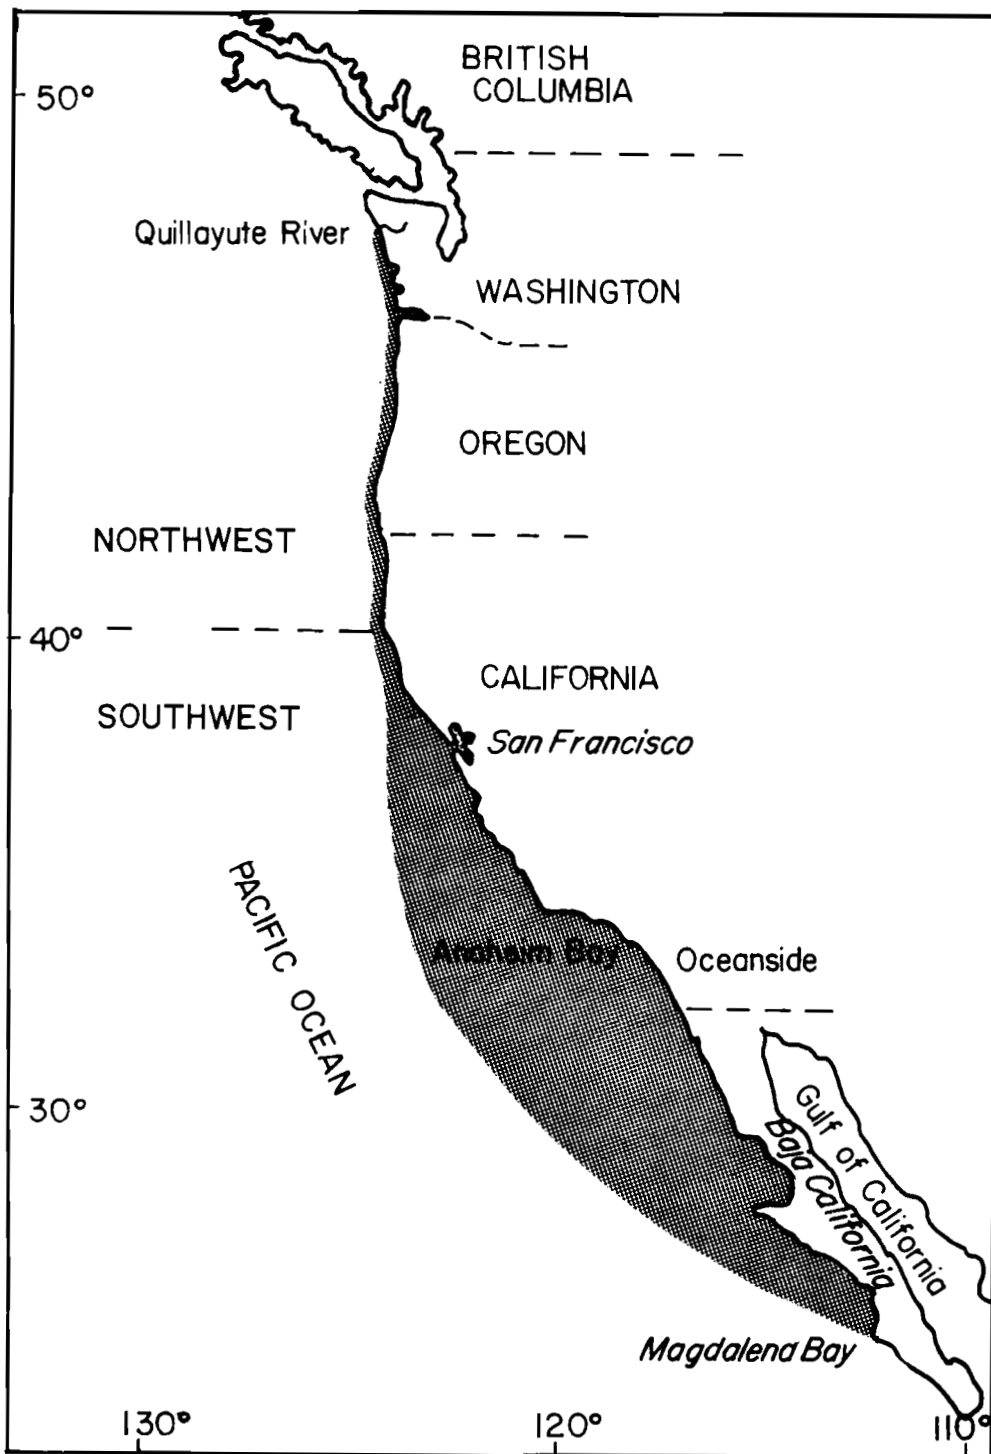 BRITISH
COLUMBIA
50°
Quillayute River
WASHINGTON
OREGON
NORTHWEST
40°
CALIFORNIA
SOUTHWEST
San Francisco
PACIFIC OCEAN
Anaheim Bay
Oceanside
30°
Gulf of California
Baja California
Magdalena Bay
130°
120°
110°